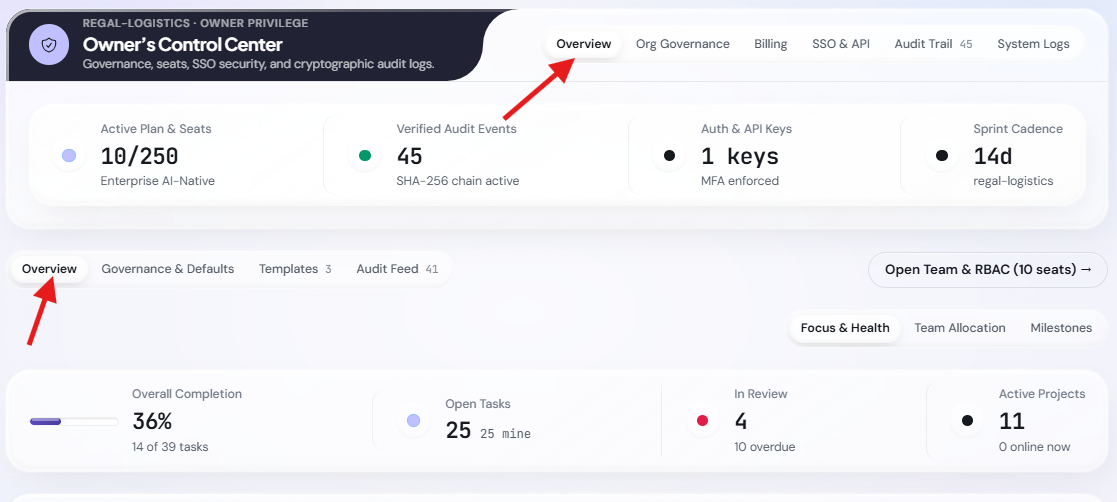 REGAL-LOGISTICS · OWNER PRIVILEGE
Owner's Control Center
Governance, seats, SSO security, and cryptographic audit logs.
Overview Org Governance Billing SSO & API Audit Trail 45 System Logs
Active Plan & Seats
10/250
Enterprise AI-Native
Verified Audit Events
45
SHA-256 chain active
Auth & API Keys
1 keys
MFA enforced
Sprint Cadence
14d
regal-logistics
Overview Governance & Defaults Templates 3 Audit Feed 41
Open Team & RBAC (10 seats) →
Focus & Health Team Allocation Milestones
Overall Completion
36%
14 of 39 tasks
Open Tasks
25 25 mine
In Review
4
10 overdue
Active Projects
11
0 online now